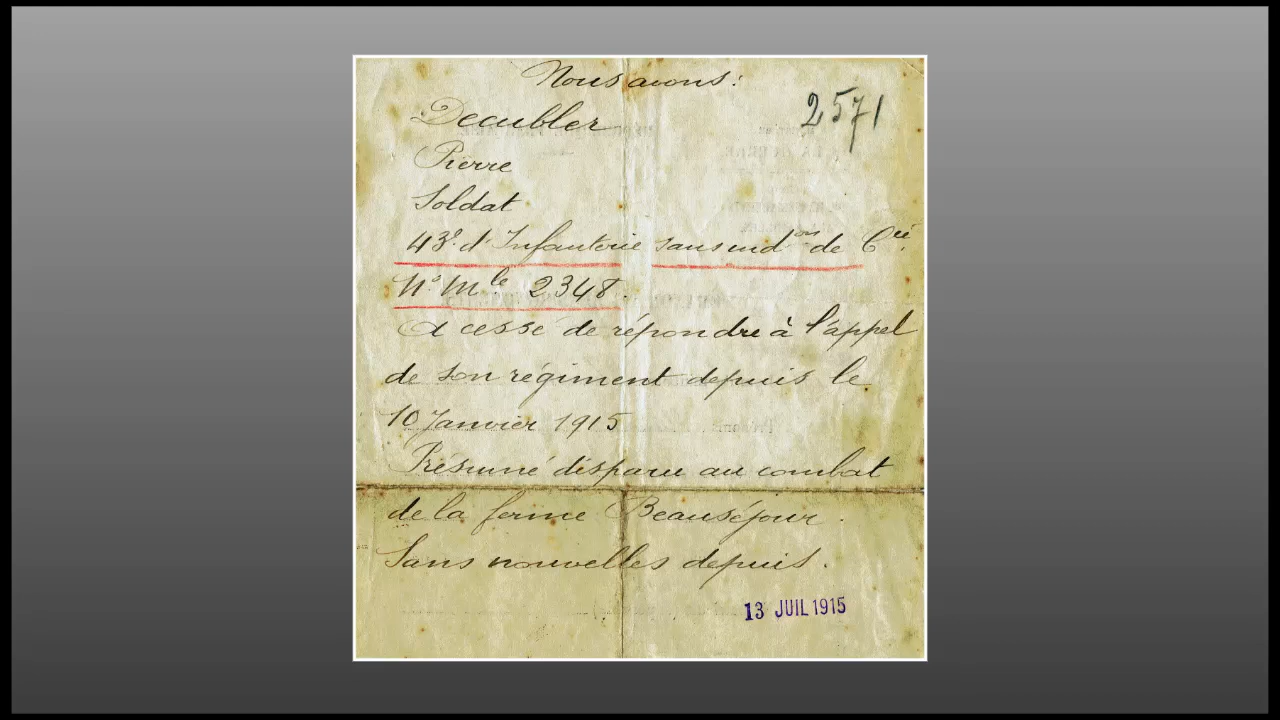 Nous avons:
2571
Decubler
Pierre
Soldat
43e d'Infanterie sans indon de Cie.
No. Mle 2348.
A cessé de répondre à l'appel
de son régiment depuis le
10 Janvier 1915
Présumé disparu au combat
de la ferme Beauséjour.
Sans nouvelles depuis.
13 JUIL 1915